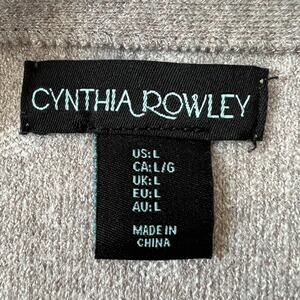 CYNTHIA ROWLEY
US: L
CA: L/G
UK: L
EU: L
AU: L
MADE IN
CHINA